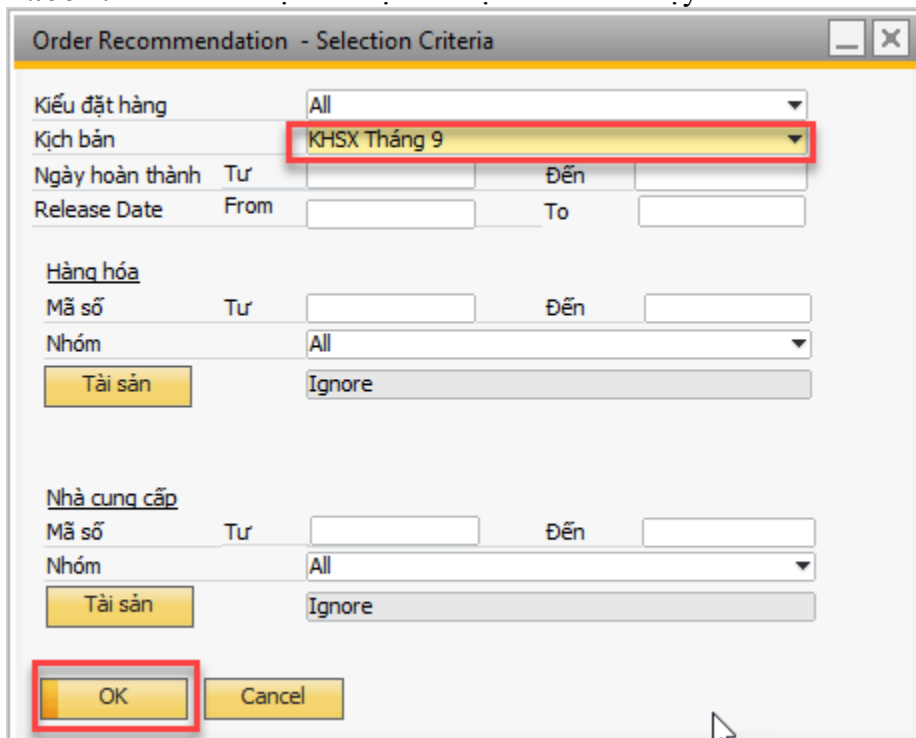 Order Recommendation - Selection Criteria
Kiểu đặt hàng All
Kịch bản KHSX Tháng 9
Ngày hoàn thành Tư Đến
Release Date From To
Hàng hóa
Mã số Tư Đến
Nhóm All
Tài sản Ignore
Nhà cung cấp
Mã số Tư Đến
Nhóm All
Tài sản Ignore
OK Cancel